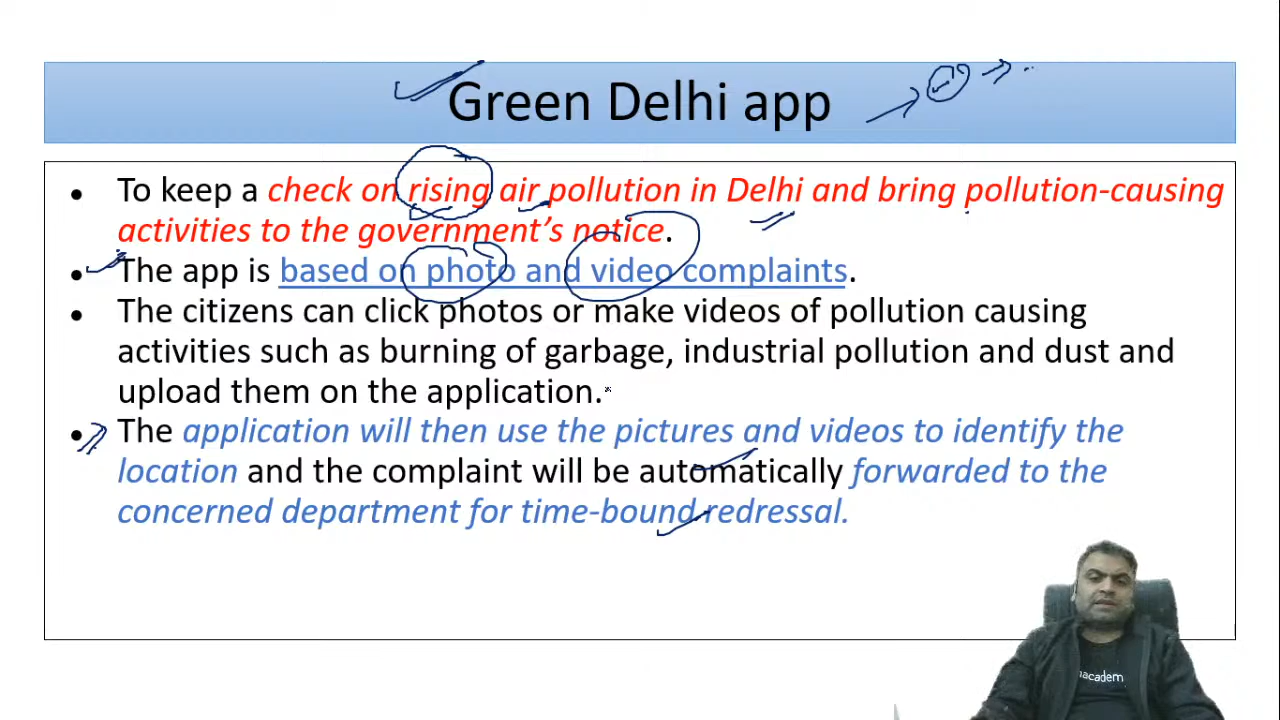 Green Delhi app
• To keep a check on rising air pollution in Delhi and bring pollution-causing
activities to the government's notice.
• The app is based on photo and video complaints.
• The citizens can click photos or make videos of pollution causing
activities such as burning of garbage, industrial pollution and dust and
upload them on the application.
• The application will then use the pictures and videos to identify the
location and the complaint will be automatically forwarded to the
concerned department for time-bound redressal.
nacadem